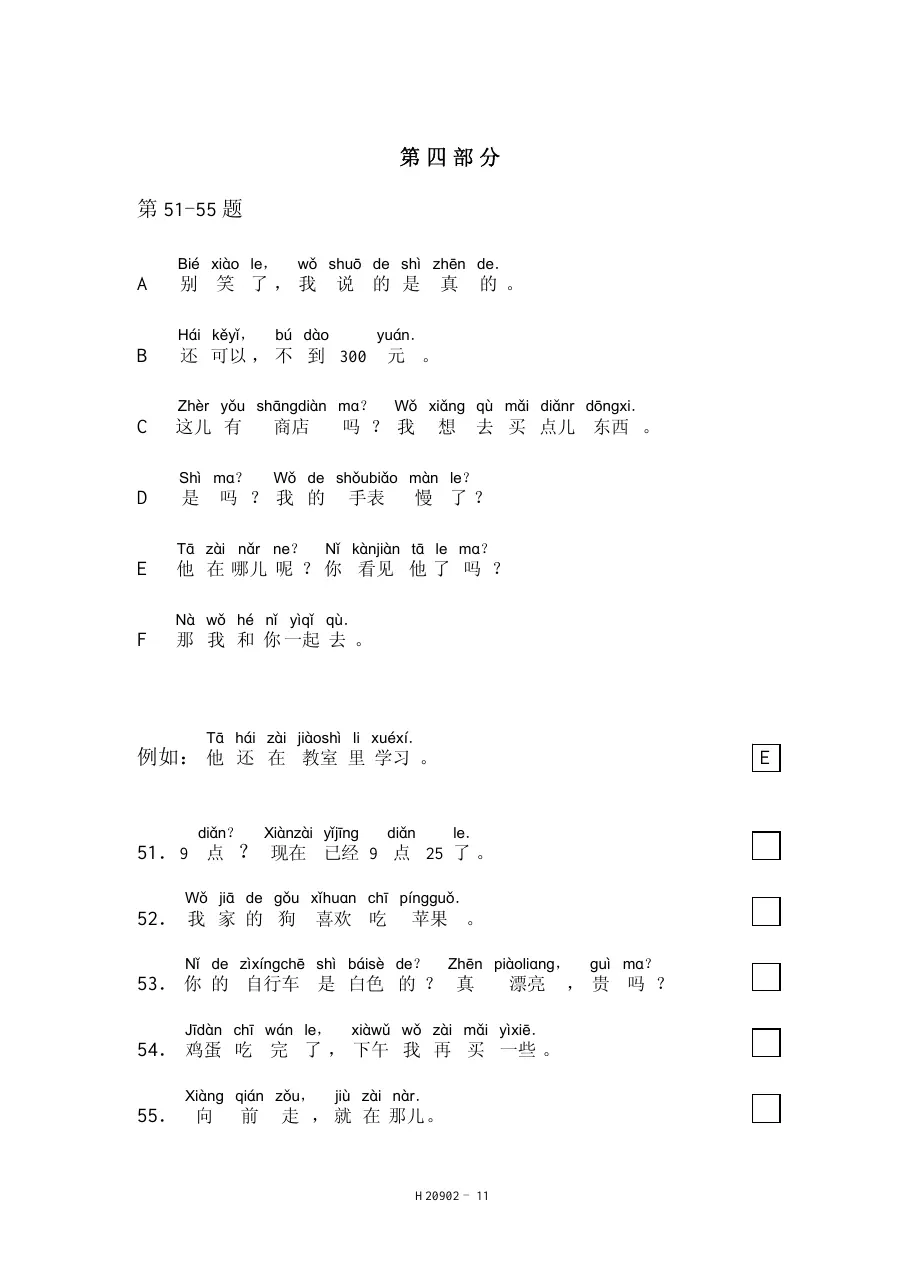 第四部分
第 51-55 题
Bié xiào le， wǒ shuō de shì zhēn de.
A 别 笑 了 ， 我 说 的 是 真 的 。
Hái kěyǐ， bú dào yuán.
B 还 可以 ， 不 到 300 元 。
Zhèr yǒu shāngdiàn ma？ Wǒ xiǎng qù mǎi diǎnr dōngxi.
C 这儿 有 商店 吗 ？ 我 想 去 买 点儿 东西 。
Shì ma？ Wǒ de shǒubiǎo màn le？
D 是 吗 ？ 我 的 手表 慢 了 ？
Tā zài nǎr ne？ Nǐ kànjiàn tā le ma？
E 他 在 哪儿 呢 ？ 你 看见 他 了 吗 ？
Nà wǒ hé nǐ yìqǐ qù.
F 那 我 和 你 一起 去 。
Tā hái zài jiàoshì li xuéxí.
例如： 他 还 在 教室 里 学习 。 E
diǎn？ Xiànzài yǐjīng diǎn le.
51. 9 点 ？ 现在 已经 9 点 25 了 。
Wǒ jiā de gǒu xǐhuan chī píngguǒ.
52. 我 家 的 狗 喜欢 吃 苹果 。
Nǐ de zìxíngchē shì báisè de？ Zhēn piàoliang， guì ma？
53. 你 的 自行车 是 白色 的 ？ 真 漂亮 ， 贵 吗 ？
Jīdàn chī wán le， xiàwǔ wǒ zài mǎi yìxiē.
54. 鸡蛋 吃 完 了 ， 下午 我 再 买 一些 。
Xiàng qián zǒu， jiù zài nàr.
55. 向 前 走 ， 就 在 那儿。
H20902 - 11